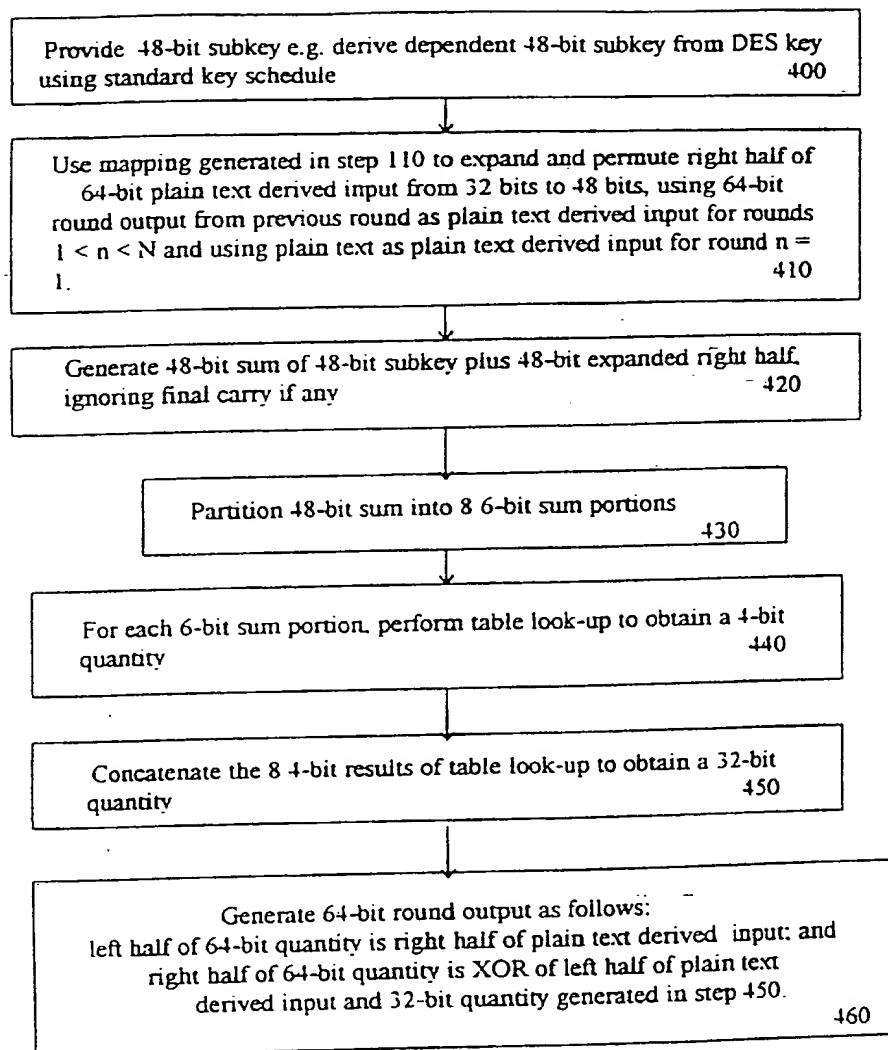 Provide 48-bit subkey e.g. derive dependent 48-bit subkey from DES key
using standard key schedule
400
Use mapping generated in step 110 to expand and permute right half of
64-bit plain text derived input from 32 bits to 48 bits, using 64-bit
round output from previous round as plain text derived input for rounds
1 < n < N and using plain text as plain text derived input for round n =
1.
410
Generate 48-bit sum of 48-bit subkey plus 48-bit expanded right half,
ignoring final carry if any
420
Partition 48-bit sum into 8 6-bit sum portions
430
For each 6-bit sum portion, perform table look-up to obtain a 4-bit
quantity
440
Concatenate the 8 4-bit results of table look-up to obtain a 32-bit
quantity
450
Generate 64-bit round output as follows:
left half of 64-bit quantity is right half of plain text derived input; and
right half of 64-bit quantity is XOR of left half of plain text
derived input and 32-bit quantity generated in step 450.
460